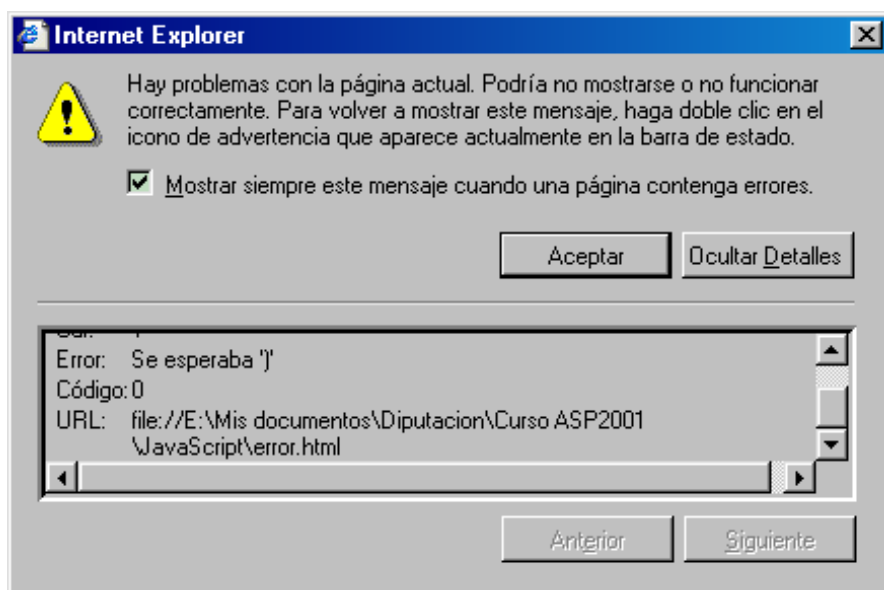 Internet Explorer
Hay problemas con la página actual. Podría no mostrarse o no funcionar
correctamente. Para volver a mostrar este mensaje, haga doble clic en el
icono de advertencia que aparece actualmente en la barra de estado.
Mostrar siempre este mensaje cuando una página contenga errores.
Aceptar Ocultar Detalles
Error: Se esperaba ')'
Código: 0
URL: file://E:\Mis documentos\Diputacion\Curso ASP2001
\JavaScript\error.html
Anterior Siguiente